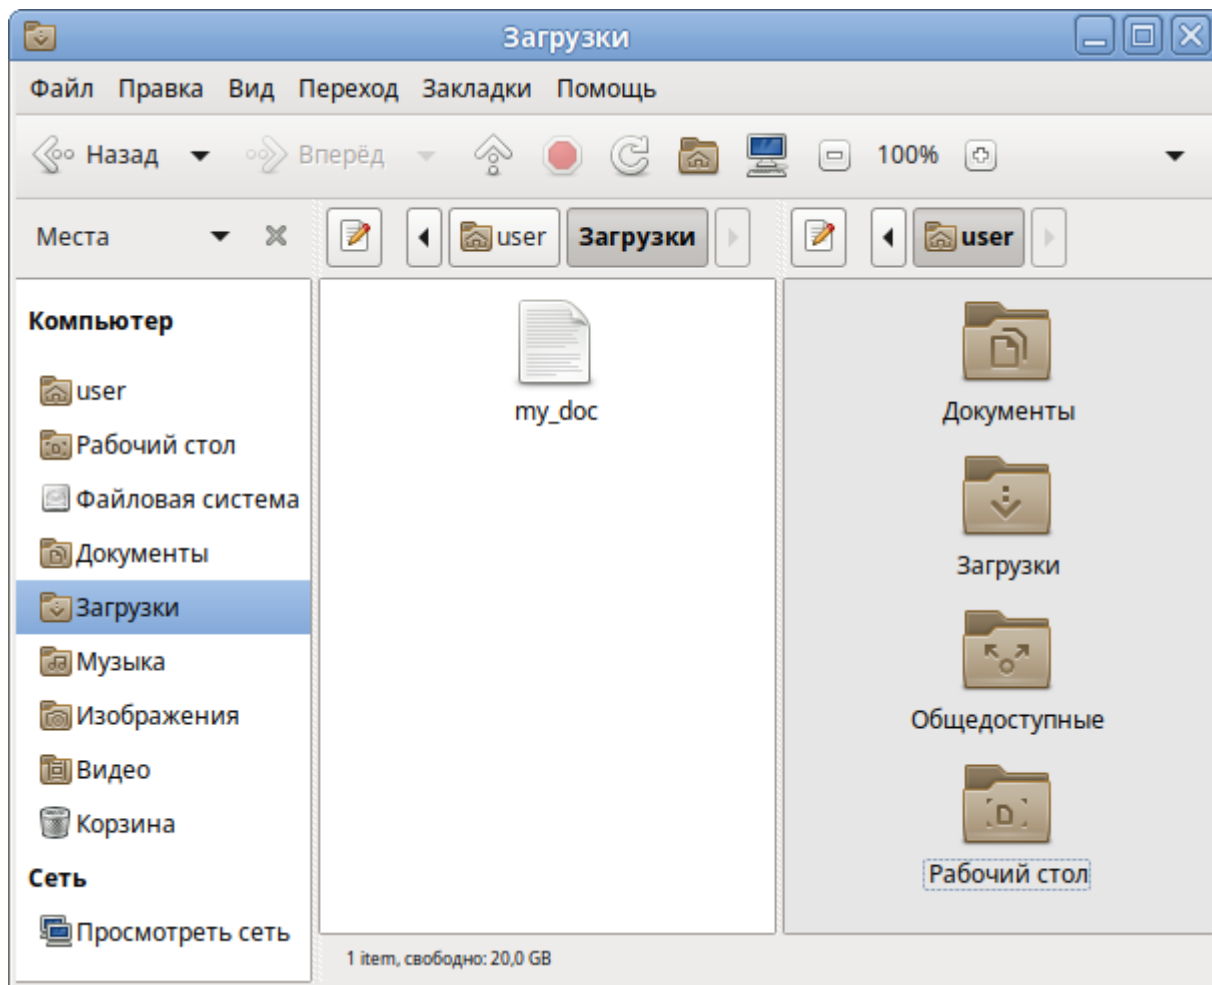 Загрузки
Файл Правка Вид Переход Закладки Помощь
Назад Вперёд 100%
Места
user Загрузки
user
Компьютер
user
Рабочий стол
Файловая система
Документы
Загрузки
Музыка
Изображения
Видео
Корзина
Сеть
Просмотреть сеть
my_doc
Документы
Загрузки
Общедоступные
Рабочий стол
1 item, свободно: 20,0 GB